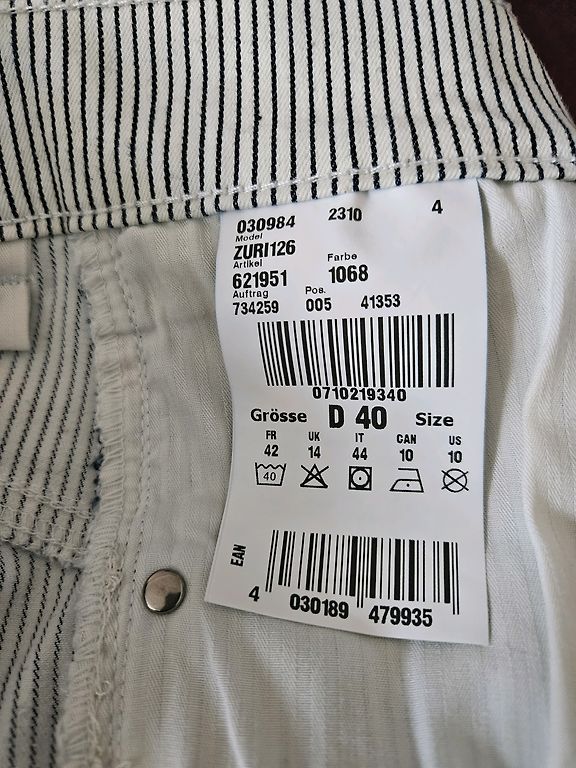 030984 2310 4
Model
ZURI126
Artikel Farbe
621951 1068
Auftrag Pos.
734259 005 41353
0710219340
Grösse D 40 Size
FR UK IT CAN US
42 14 44 10 10
40
EAN
4 030189 479935